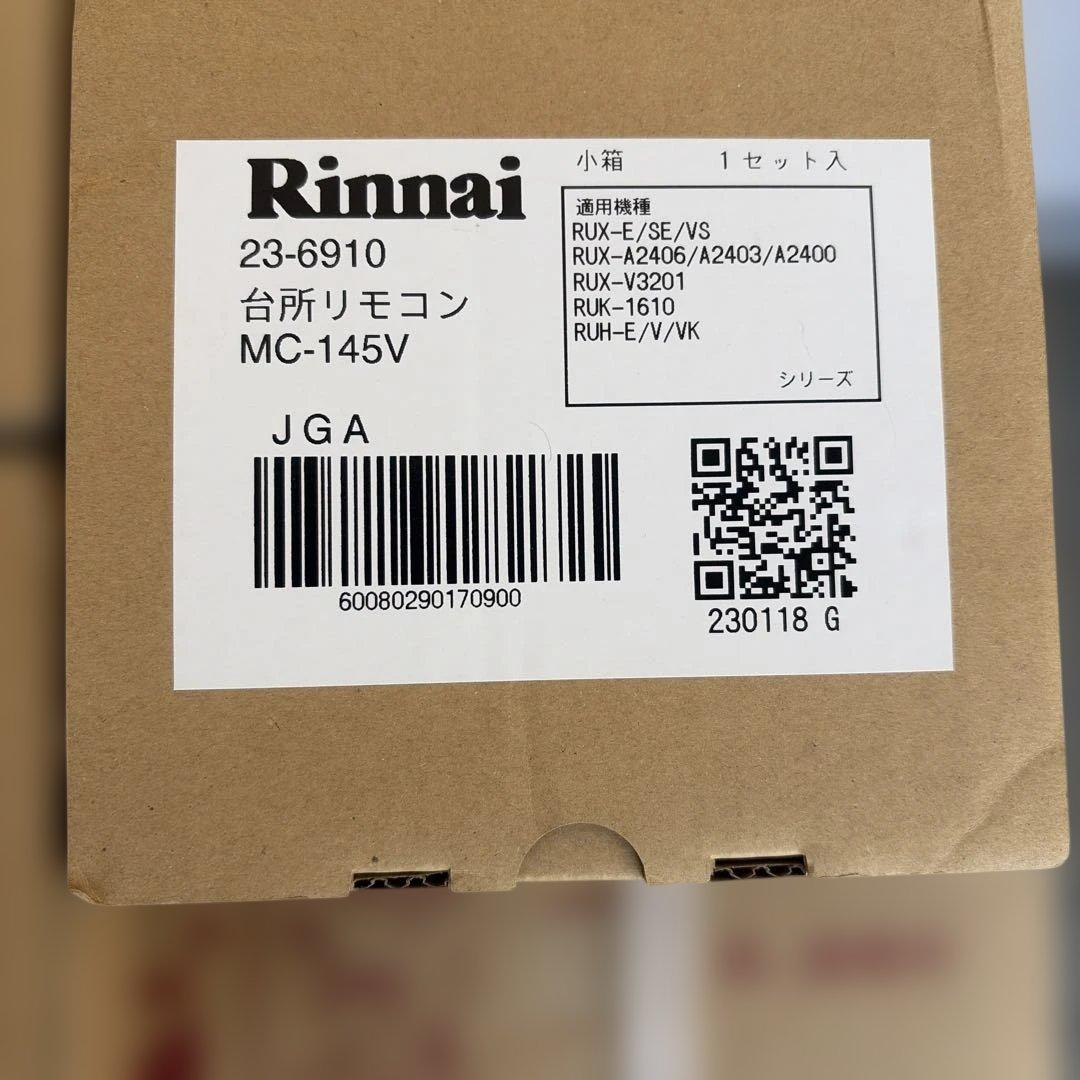 Rinnai
23-6910
台所リモコン
MC-145V
小箱 1セット入
適用機種
RUX-E/SE/VS
RUX-A2406/A2403/A2400
RUX-V3201
RUK-1610
RUH-E/V/VK
シリーズ
JGA
60080290170900
230118 G